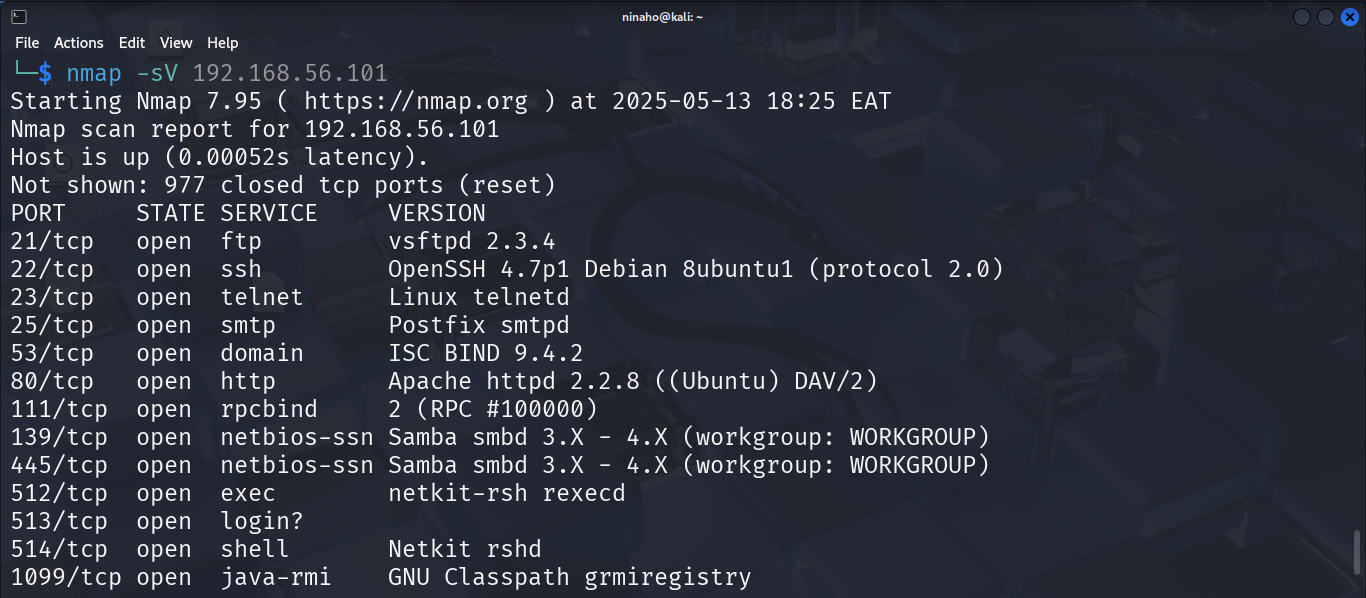 ninaho@kali: ~
File Actions Edit View Help
└─$ nmap -sV 192.168.56.101
Starting Nmap 7.95 ( https://nmap.org ) at 2025-05-13 18:25 EAT
Nmap scan report for 192.168.56.101
Host is up (0.00052s latency).
Not shown: 977 closed tcp ports (reset)
PORT     STATE SERVICE     VERSION
21/tcp   open  ftp         vsftpd 2.3.4
22/tcp   open  ssh         OpenSSH 4.7p1 Debian 8ubuntu1 (protocol 2.0)
23/tcp   open  telnet      Linux telnetd
25/tcp   open  smtp        Postfix smtpd
53/tcp   open  domain      ISC BIND 9.4.2
80/tcp   open  http        Apache httpd 2.2.8 ((Ubuntu) DAV/2)
111/tcp  open  rpcbind     2 (RPC #100000)
139/tcp  open  netbios-ssn Samba smbd 3.X - 4.X (workgroup: WORKGROUP)
445/tcp  open  netbios-ssn Samba smbd 3.X - 4.X (workgroup: WORKGROUP)
512/tcp  open  exec        netkit-rsh rexecd
513/tcp  open  login?
514/tcp  open  shell       Netkit rshd
1099/tcp open  java-rmi    GNU Classpath grmiregistry